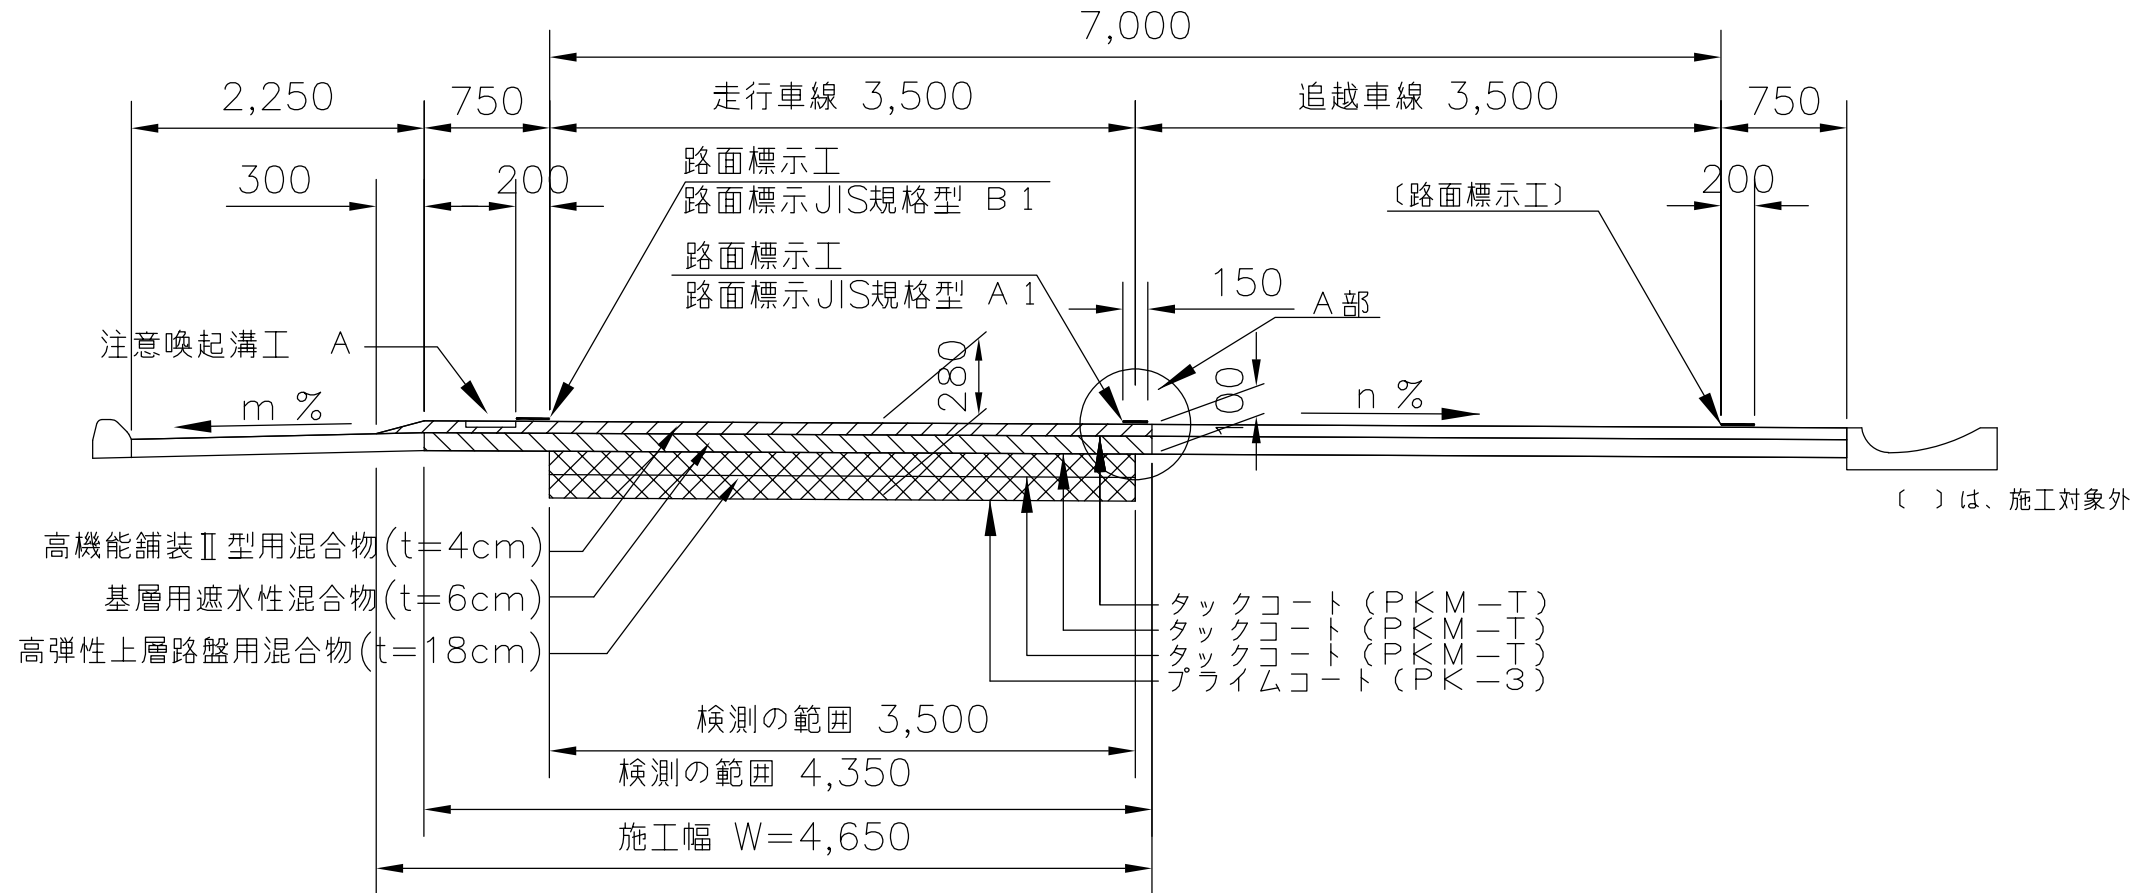 7,000
2,250
750
走行車線 3,500
追越車線 3,500
750
300
200
路面標示工
路面標示JIS規格型 B1
(路面標示工)
200
路面標示工
路面標示JIS規格型 A1
150
A部
注意喚起溝工 A
280
100
m %
n %
( )は、施工対象外
高機能舗装Ⅱ型用混合物(t=4cm)
基層用遮水性混合物(t=6cm)
高弾性上層路盤用混合物(t=18cm)
タックコート(PKM-T)
タックコート(PKM-T)
タックコート(PKM-T)
プライムコート(PK-3)
検測の範囲 3,500
検測の範囲 4,350
施工幅 W=4,650